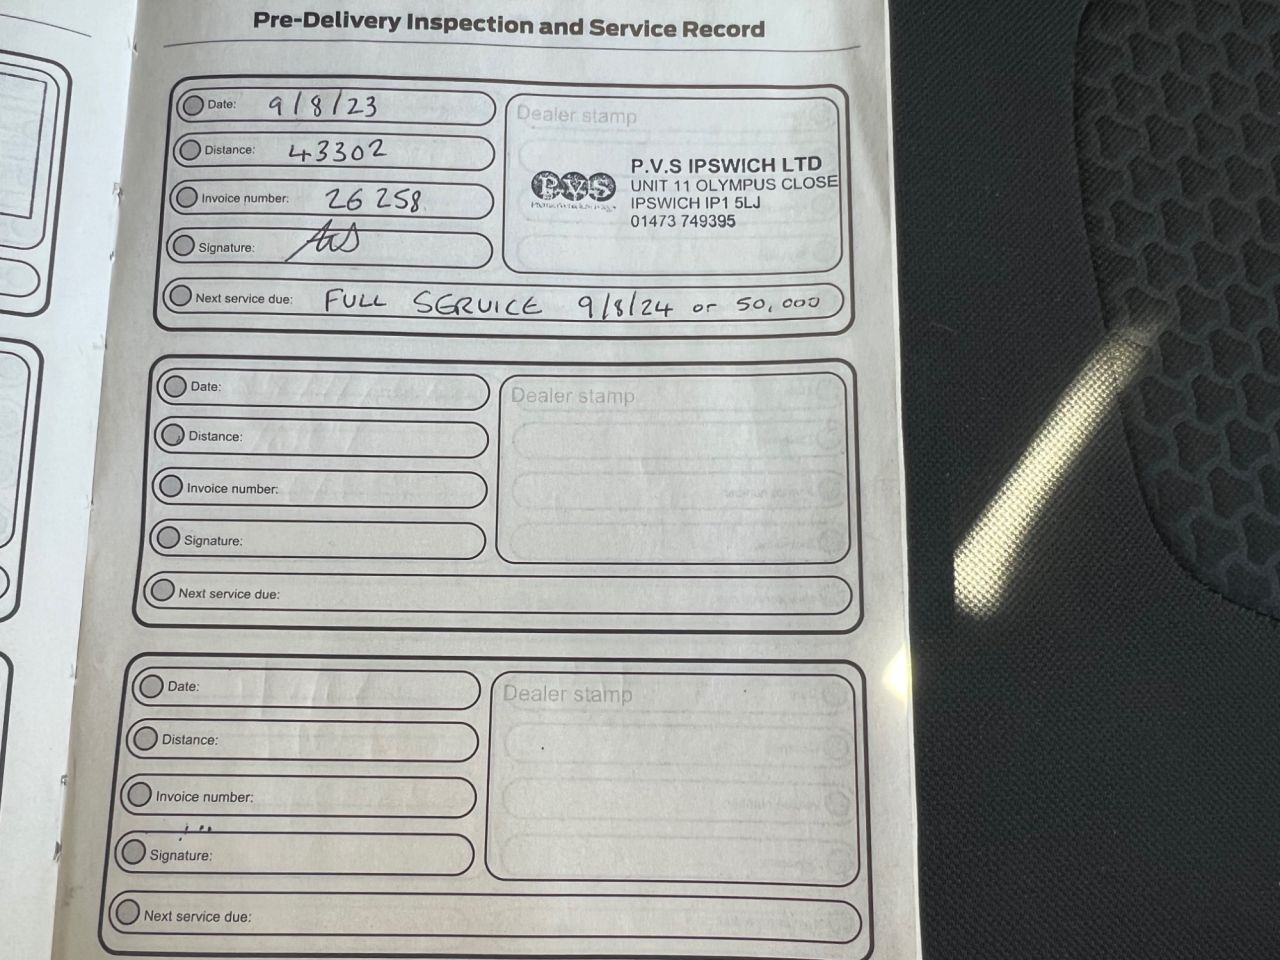 Pre-Delivery Inspection and Service Record
Date: 9/8/23
Distance: 43302
Invoice number: 26258
Signature:
Next service due: FULL SERVICE 9/8/24 or 50,000
Dealer stamp
PVS
P.V.S IPSWICH LTD
UNIT 11 OLYMPUS CLOSE
IPSWICH IP1 5LJ
01473 749395
Date:
Distance:
Invoice number:
Signature:
Next service due:
Dealer stamp
Date:
Distance:
Invoice number:
Signature:
Next service due:
Dealer stamp